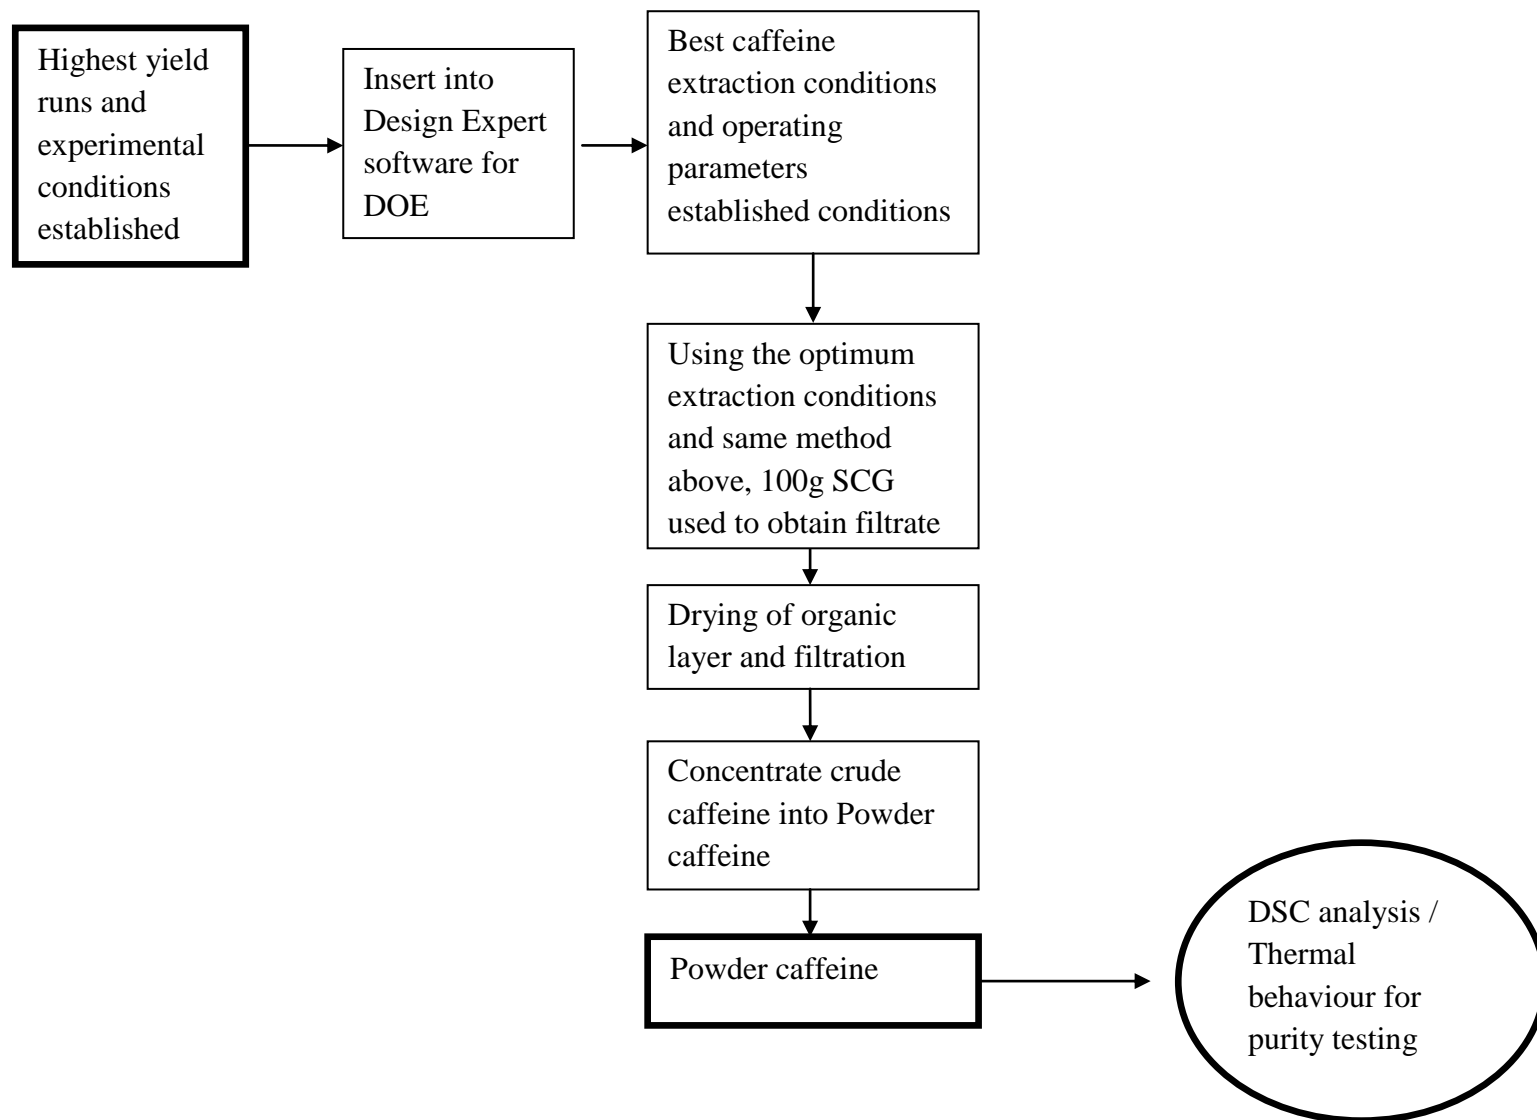 Highest yield
runs and
experimental
conditions
established
Insert into
Design Expert
software for
DOE
Best caffeine
extraction conditions
and operating
parameters
established conditions
Using the optimum
extraction conditions
and same method
above, 100g SCG
used to obtain filtrate
Drying of organic
layer and filtration
Concentrate crude
caffeine into Powder
caffeine
Powder caffeine
DSC analysis /
Thermal
behaviour for
purity testing